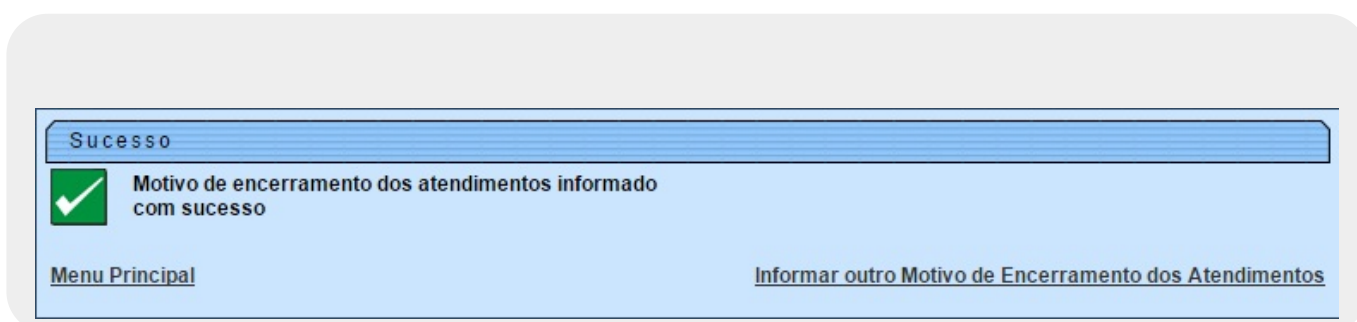 Sucesso
Motivo de encerramento dos atendimentos informado
com sucesso
Menu Principal
Informar outro Motivo de Encerramento dos Atendimentos